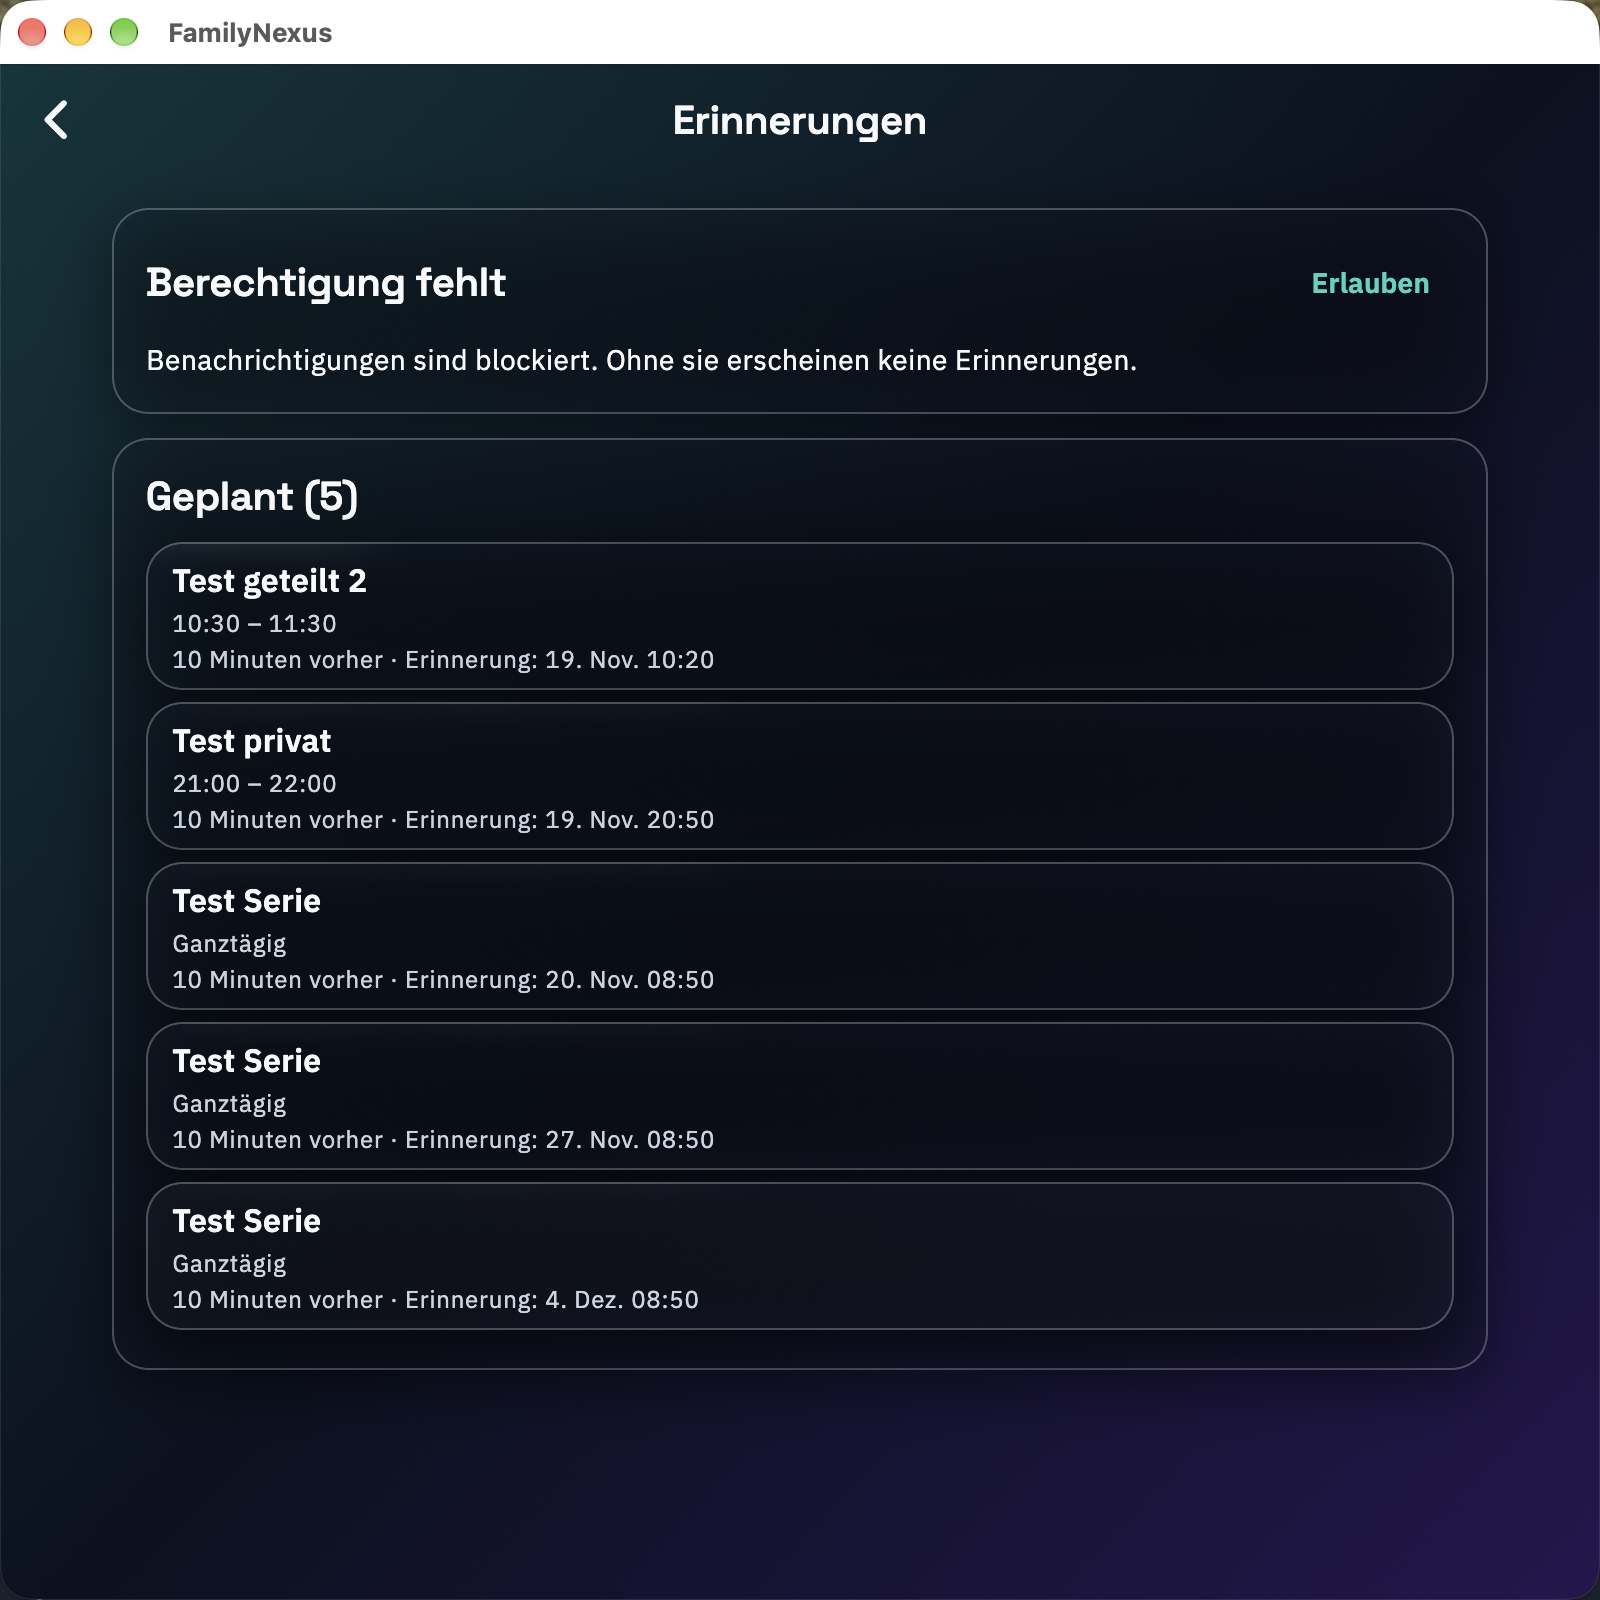 FamilyNexus
Erinnerungen
Berechtigung fehlt
Erlauben
Benachrichtigungen sind blockiert. Ohne sie erscheinen keine Erinnerungen.
Geplant (5)
Test geteilt 2
10:30 – 11:30
10 Minuten vorher · Erinnerung: 19. Nov. 10:20
Test privat
21:00 – 22:00
10 Minuten vorher · Erinnerung: 19. Nov. 20:50
Test Serie
Ganztägig
10 Minuten vorher · Erinnerung: 20. Nov. 08:50
Test Serie
Ganztägig
10 Minuten vorher · Erinnerung: 27. Nov. 08:50
Test Serie
Ganztägig
10 Minuten vorher · Erinnerung: 4. Dez. 08:50